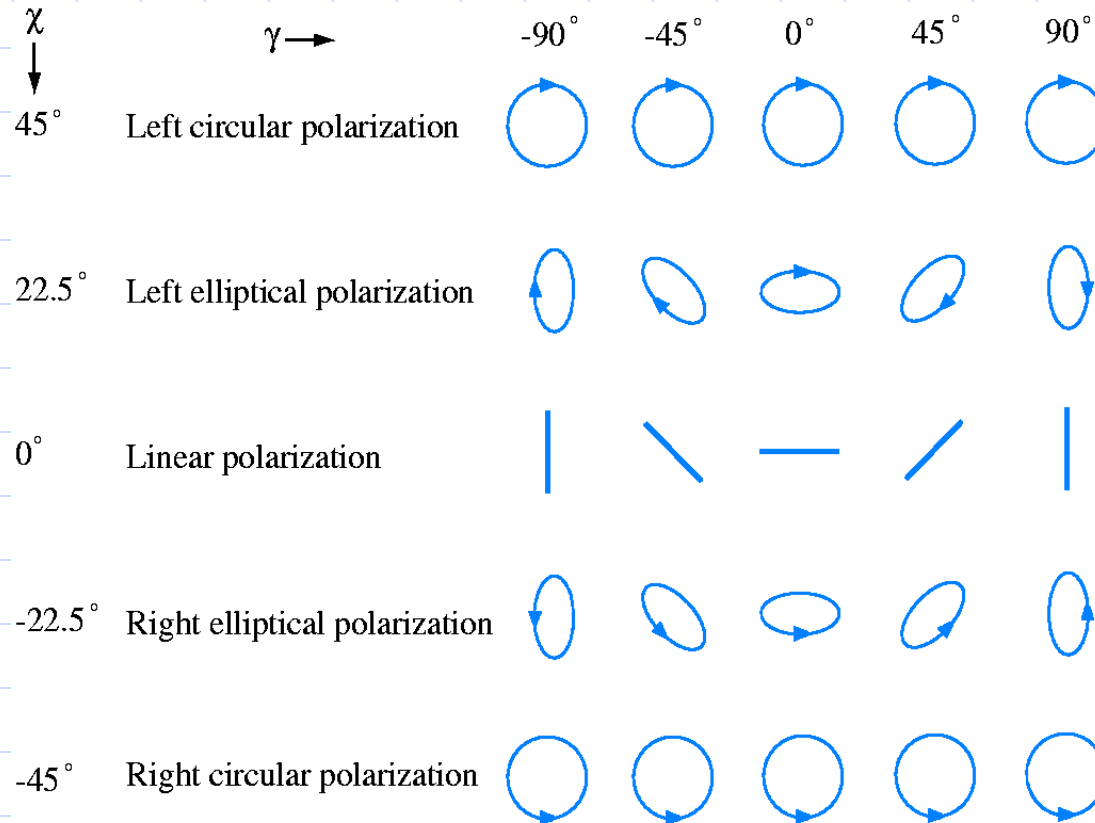 χ γ -90° -45° 0° 45° 90°
45° Left circular polarization
22.5° Left elliptical polarization
0° Linear polarization
-22.5° Right elliptical polarization
-45° Right circular polarization